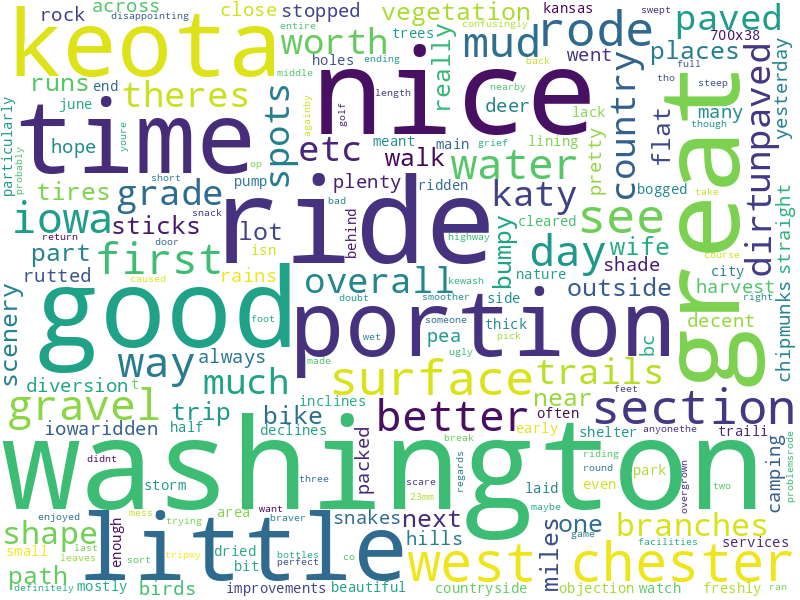 rock
across
disappointing
close
stopped
vegetation
kansas
swept
paved
keota
entire
confusingly
trees
rode
700x38
worth
nice
mud
really
back
places
tho
full
steep
runs
end
middle
ending
holes
went
country
great
unpaved
yesterday
june
theres
golf
length
nearby
deer
lack
flat
many
though
particularly
probably
time
youre
againby
spots
etc
main
lining
meant
pretty
hope
op
walk
water
bogged
dirt
tires
short
pump
plenty
ridden
grief
cleared
take
iowa
grade
snack
ride
bad
katy
see
course
straight
sticks
return
door
lot
behind
highway
bumpy
day
wife
city
part
first
isn
nature
shade
right
rutted
rains
overall
kewash
side
outside
harvest
scenery
caused
doubt
smoother
decent
chipmunks
good
foot
portion
someone
thick
wet
pea
bc
way
always
made
ugly
pick
diversion
t
much
surface
trails
feet
inclines
near
gravel
trip
bike
better
often
section
iowaridden
half
declines
packed
break
early
shelter
anyonethe
traili
washington
didnt
three
riding
round
park
overgrown
two
camping
problemsrode
storm
scare
23mm
regards
laid
even
enjoyed
mess
trying
area
want
braver
snakes
next
maybe
one
game
facilities
branches
services
shape
enough
little
dried
bottles
hills
miles
small
last
leaves
sort
tripmy
bit
perfect
co
west
chester
path
definitely
mostly
birds
improvements
beautiful
countryside
objection
watch
freshly
ran